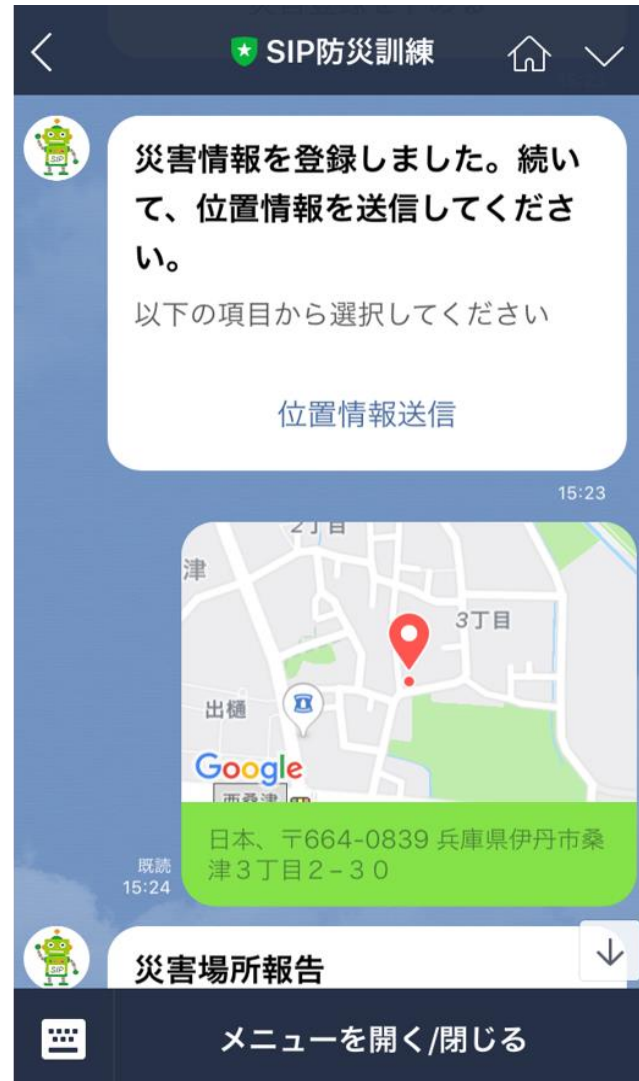 SIP防災訓練
SIP
災害情報を登録しました。続い
て、位置情報を送信してくださ
い。
以下の項目から選択してください
位置情報送信
15:23
2丁目
津
3丁目
出樋
Google
西桑津
日本、〒664-0839 兵庫県伊丹市桑
津3丁目2−30
既読
15:24
SIP
災害場所報告
メニューを開く/閉じる